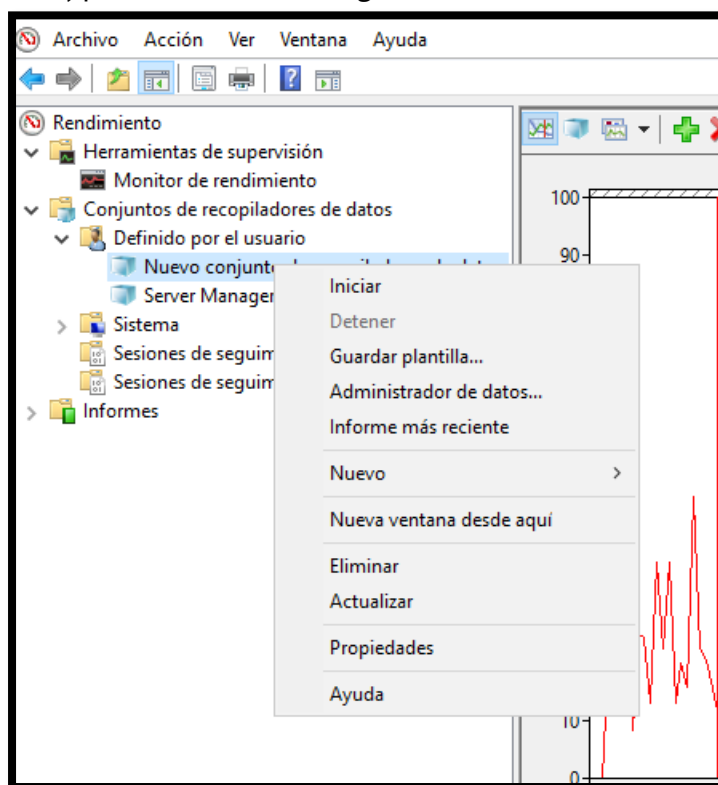 Archivo Acción Ver Ventana Ayuda
Rendimiento
Herramientas de supervisión
Monitor de rendimiento
Conjuntos de recopiladores de datos
Definido por el usuario
Nuevo conjunt
Server Manager
Sistema
Sesiones de seguim
Sesiones de seguim
Informes
Iniciar
Detener
Guardar plantilla...
Administrador de datos...
Informe más reciente
Nuevo
Nueva ventana desde aquí
Eliminar
Actualizar
Propiedades
Ayuda
100
90
10
0